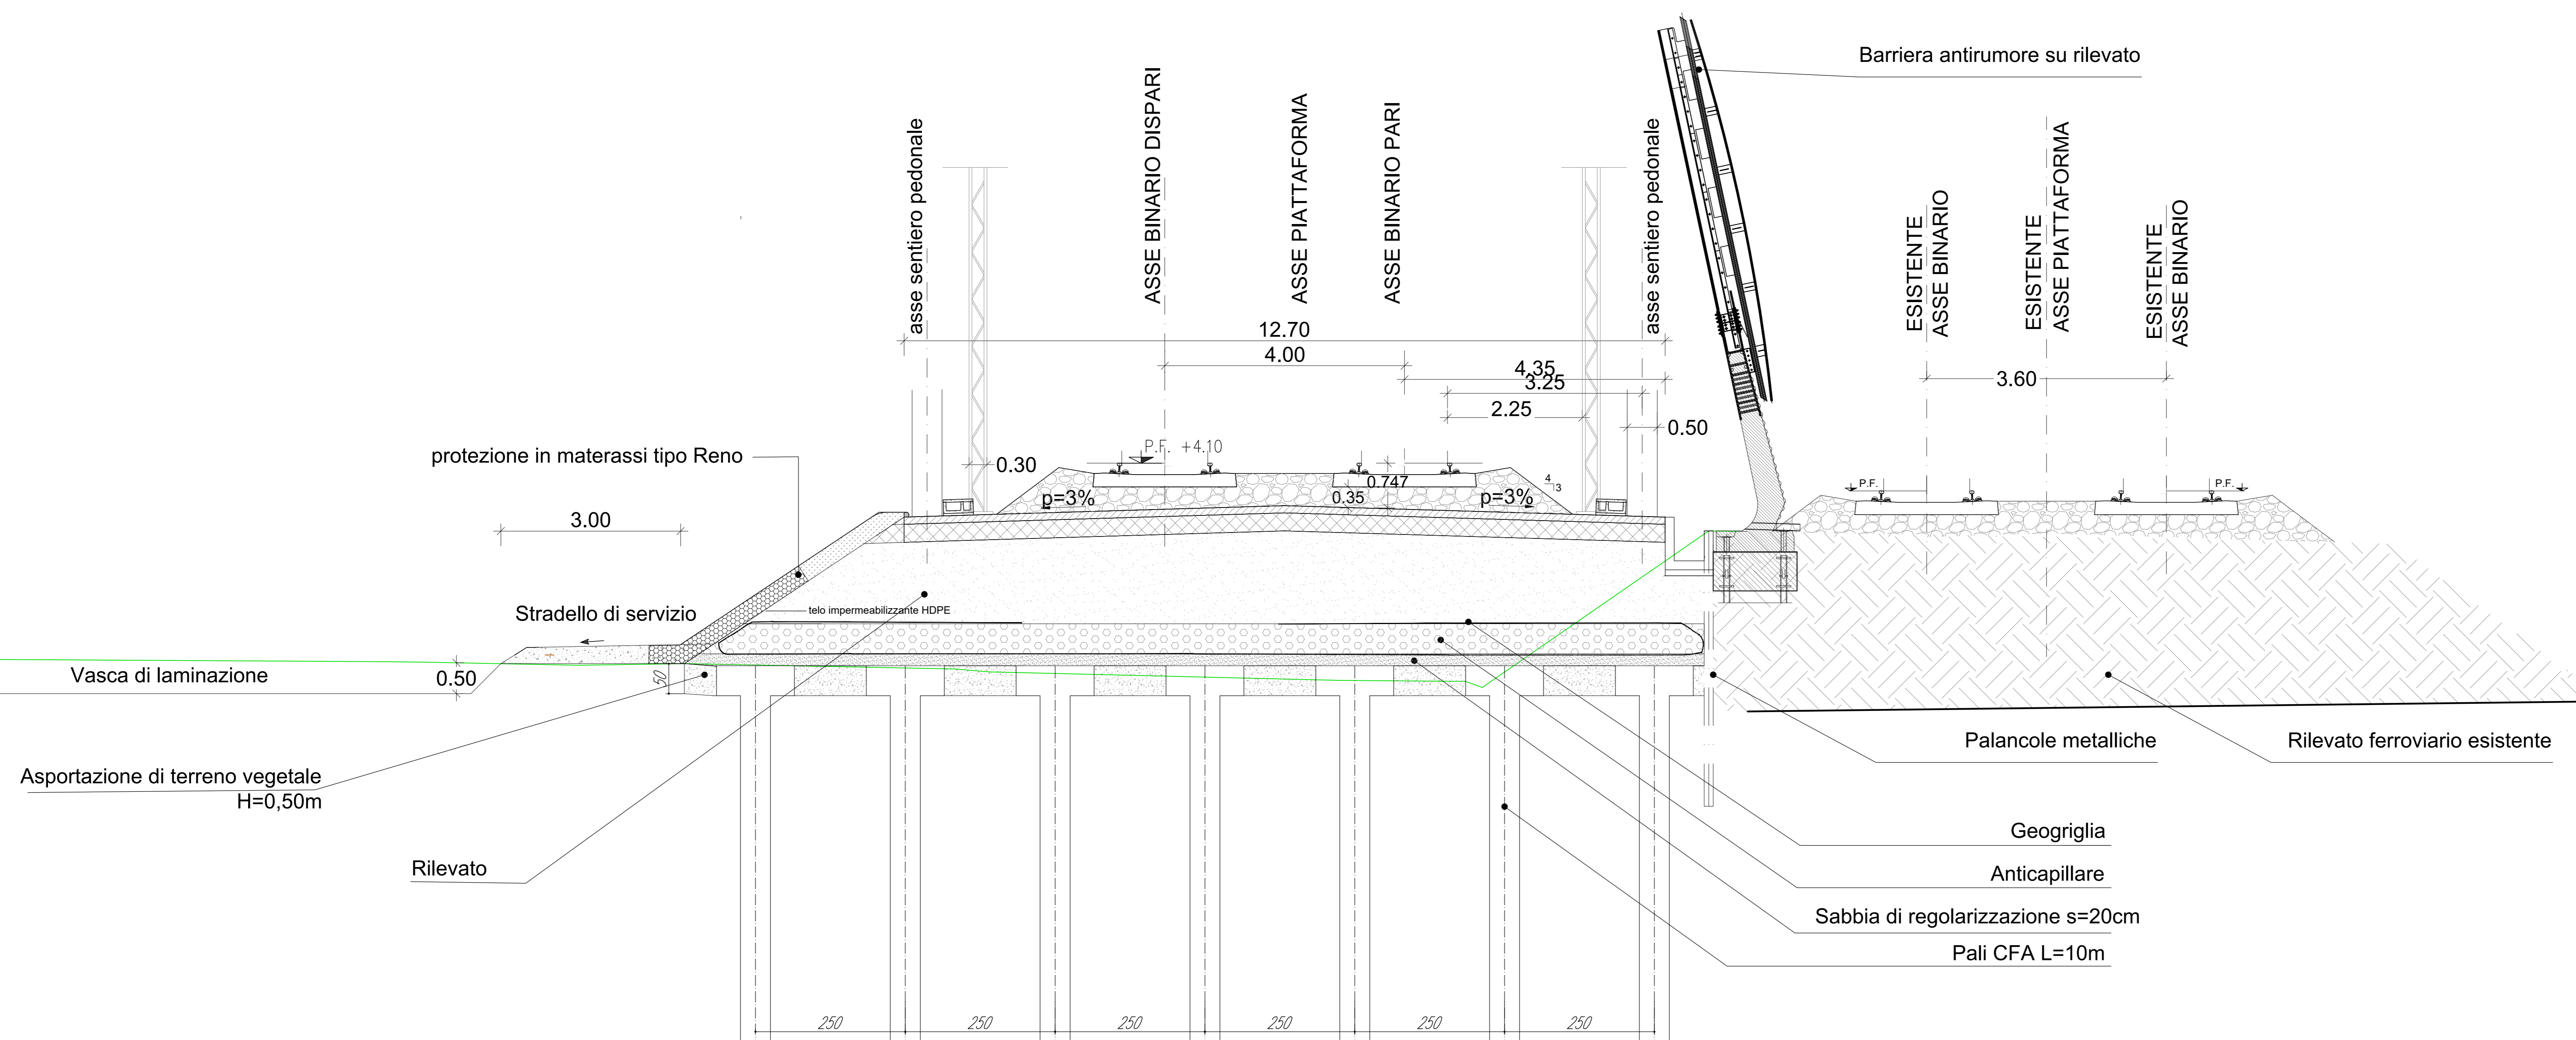 Barriera antirumore su rilevato
asse sentiero pedonale
ASSE BINARIO DISPARI
ASSE PIATTAFORMA
ASSE BINARIO PARI
asse sentiero pedonale
ESISTENTE
ASSE BINARIO
ESISTENTE
ASSE PIATTAFORMA
ESISTENTE
ASSE BINARIO
12.70
4.00
4.35
3.25
2.25
3.60
0.50
P.F. +4.10
protezione in materassi tipo Reno
0.30
p=3%
0.747
0.35
p=3%
4
3
P.F.
P.F.
3.00
telo impermeabilizzante HDPE
Stradello di servizio
Vasca di laminazione
0.50
50
Asportazione di terreno vegetale
H=0,50m
Rilevato
Palancole metalliche
Rilevato ferroviario esistente
Geogriglia
Anticapillare
Sabbia di regolarizzazione s=20cm
Pali CFA L=10m
250
250
250
250
250
250